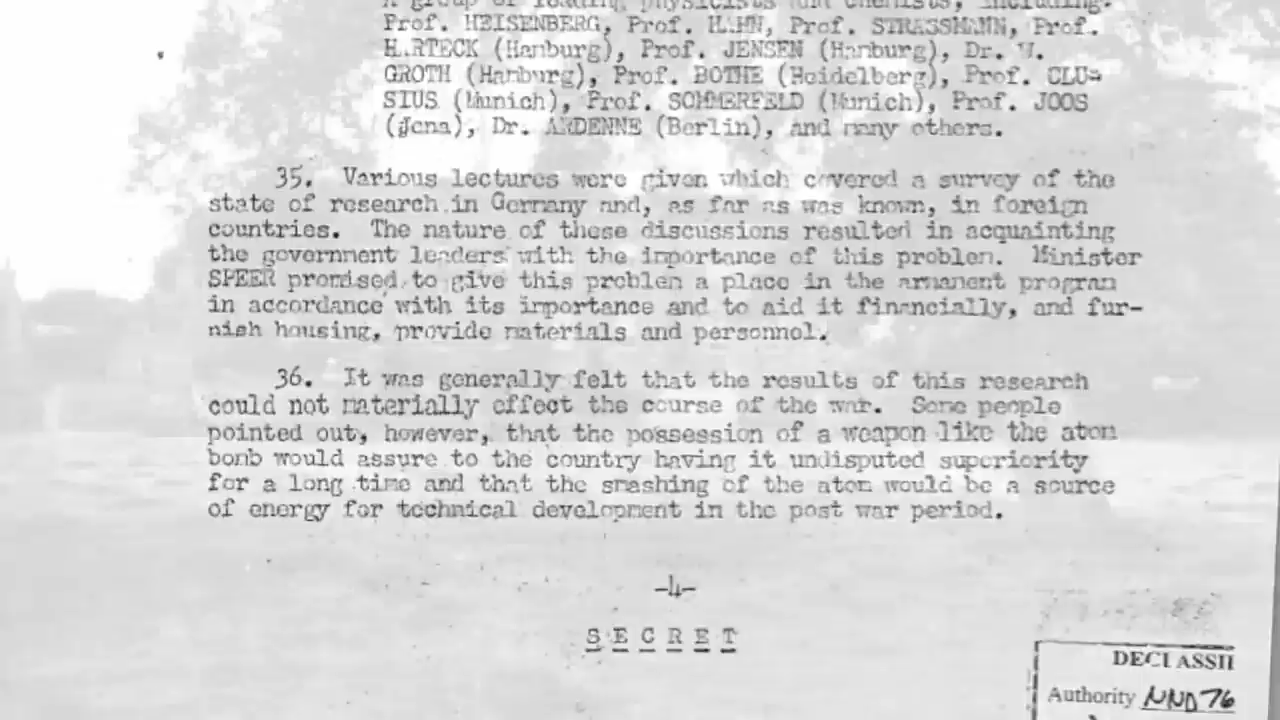 A group of leading physicists and chemists, including:
Prof. HEISENBERG, Prof. HAHN, Prof. STRASSMANN, Prof.
HARTECK (Hamburg), Prof. JENSEN (Hamburg), Dr. W.
GROTH (Hamburg), Prof. BOTHE (Heidelberg), Prof. CLU-
SIUS (Munich), Prof. SOMMERFELD (Munich), Prof. JOOS
(Jena), Dr. ARDENNE (Berlin), and many others.
35. Various lectures were given which covered a survey of the
state of research in Germany and, as far as was known, in foreign
countries. The nature of these discussions resulted in acquainting
the government leaders with the importance of this problem. Minister
SPEER promised to give this problem a place in the armament program
in accordance with its importance and to aid it financially, and fur-
nish housing, provide materials and personnel.
36. It was generally felt that the results of this research
could not materially effect the course of the war. Some people
pointed out, however, that the possession of a weapon like the atom
bomb would assure to the country having it undisputed superiority
for a long time and that the smashing of the atom would be a source
of energy for technical development in the post war period.
-4-
SECRET
DECLASSII
Authority NND 76